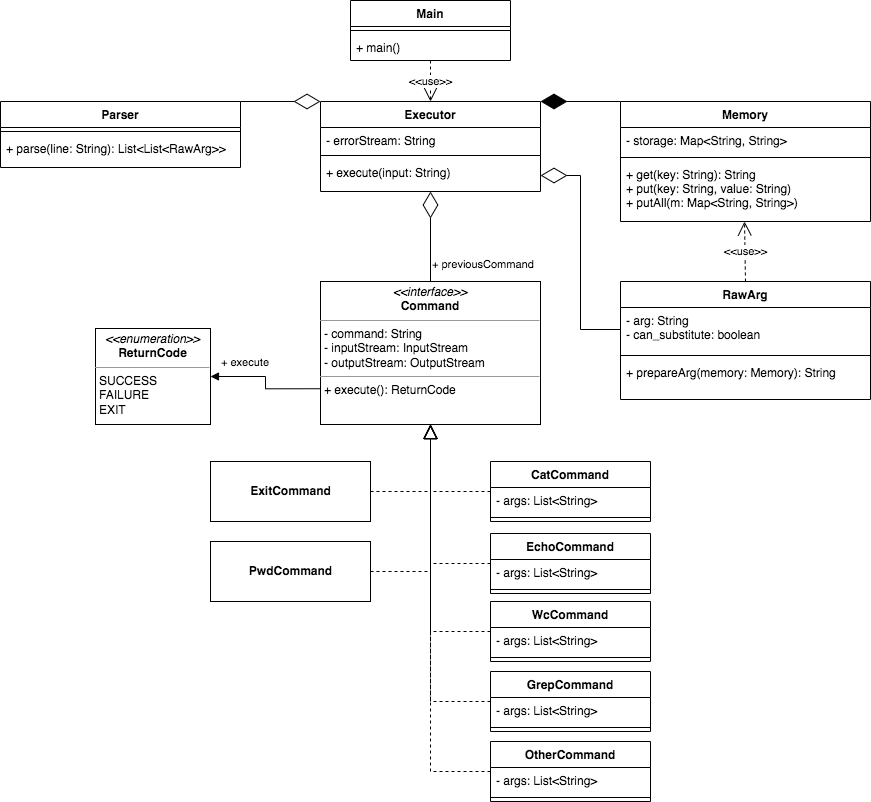 Main
+ main()
<<use>>
Parser
+ parse(line: String): List<List<RawArg>>
Executor
- errorStream: String
+ execute(input: String)
Memory
- storage: Map<String, String>
+ get(key: String): String
+ put(key: String, value: String)
+ putAll(m: Map<String, String>)
<<use>>
+ previousCommand
<<interface>>
Command
- command: String
- inputStream: InputStream
- outputStream: OutputStream
+ execute(): ReturnCode
RawArg
- arg: String
- can_substitute: boolean
+ prepareArg(memory: Memory): String
<<enumeration>>
ReturnCode
SUCCESS
FAILURE
EXIT
+ execute
ExitCommand
CatCommand
- args: List<String>
PwdCommand
EchoCommand
- args: List<String>
WcCommand
- args: List<String>
GrepCommand
- args: List<String>
OtherCommand
- args: List<String>